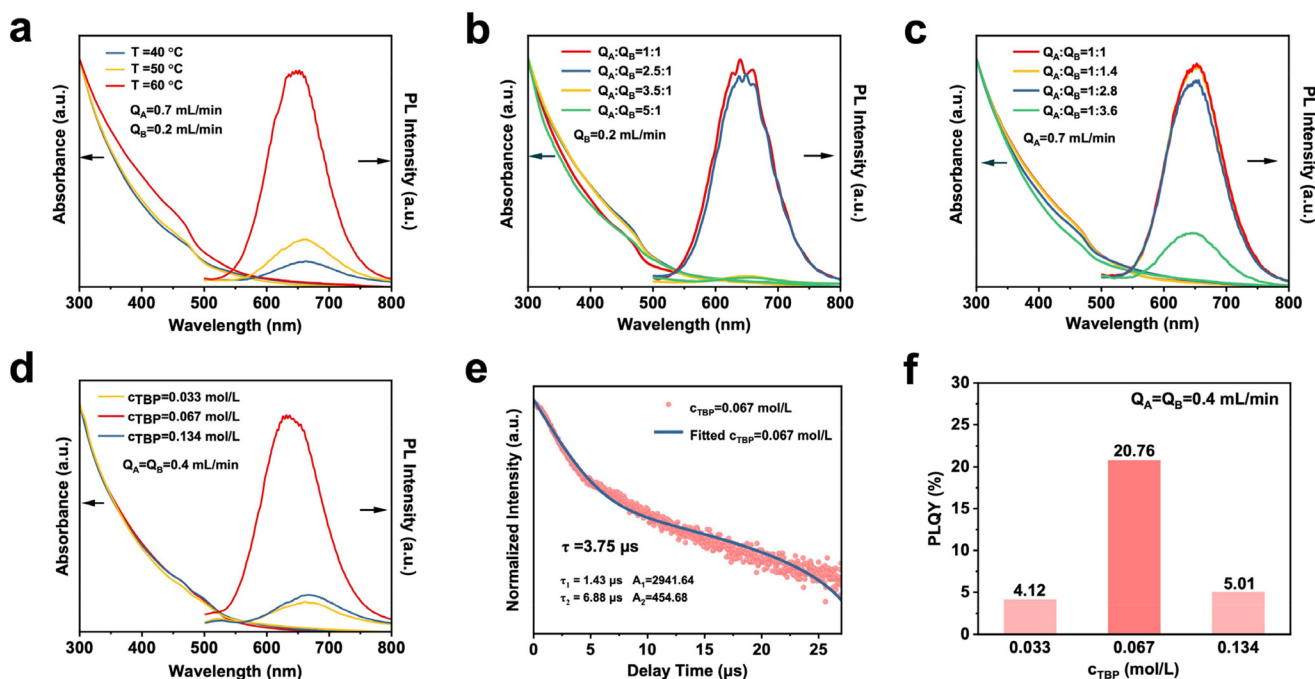 a
T =40 °C
T =50 °C
T =60 °C
Q_A=0.7 mL/min
Q_B=0.2 mL/min
Absorbance (a.u.)
PL Intensity (a.u.)
300 400 500 600 700 800
Wavelength (nm)
b
Q_A:Q_B=1:1
Q_A:Q_B=2.5:1
Q_A:Q_B=3.5:1
Q_A:Q_B=5:1
Q_B=0.2 mL/min
Absorbance (a.u.)
PL Intensity (a.u.)
300 400 500 600 700 800
Wavelength (nm)
c
Q_A:Q_B=1:1
Q_A:Q_B=1:1.4
Q_A:Q_B=1:2.8
Q_A:Q_B=1:3.6
Q_A=0.7 mL/min
Absorbance (a.u.)
PL Intensity (a.u.)
300 400 500 600 700 800
Wavelength (nm)
d
cTBP=0.033 mol/L
cTBP=0.067 mol/L
cTBP=0.134 mol/L
Q_A=Q_B=0.4 mL/min
Absorbance (a.u.)
PL Intensity (a.u.)
300 400 500 600 700 800
Wavelength (nm)
e
c_TBP=0.067 mol/L
Fitted c_TBP=0.067 mol/L
τ =3.75 μs
τ₁ = 1.43 μs A₁=2941.64
τ₂ = 6.88 μs A₂=454.68
Normalized Intensity (a.u.)
0 5 10 15 20 25
Delay Time (μs)
f
Q_A=Q_B=0.4 mL/min
PLQY (%)
30
25
20
15
10
5
0
4.12
20.76
5.01
0.033 0.067 0.134
c_TBP (mol/L)